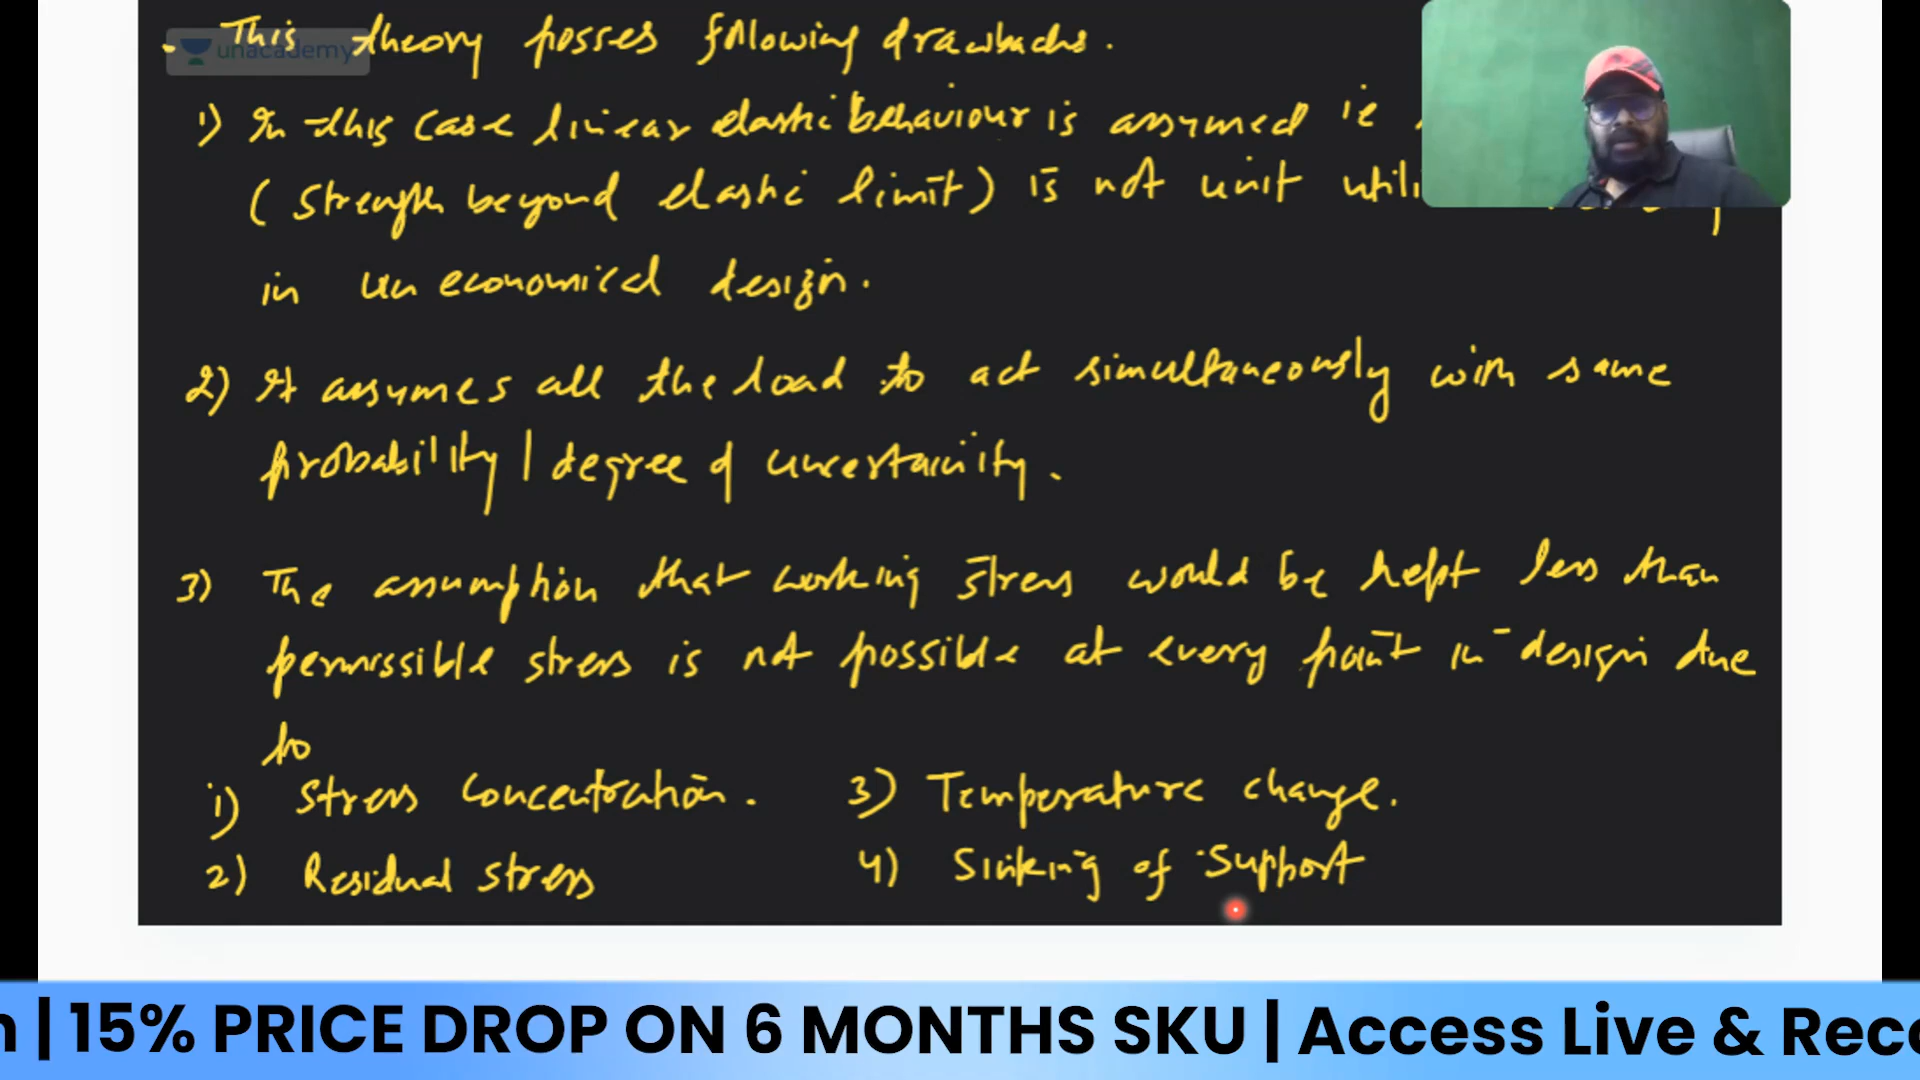 - This theory posses following drawbacks.
unacademy
1) In this case linear elastic behaviour is assumed ie
(strength beyond elastic limit) is not unit utili
in uneconomical design.
2) It assumes all the load to act simultaneously with same
probability / degree of uncertainity.
3) The assumption that working stress would be kept less than
permissible stress is not possible at every point in design due
to
i) Stress concentration. 3) Temperature change.
2) Residual stress 4) Sinking of Support
n | 15% PRICE DROP ON 6 MONTHS SKU | Access Live & Reco